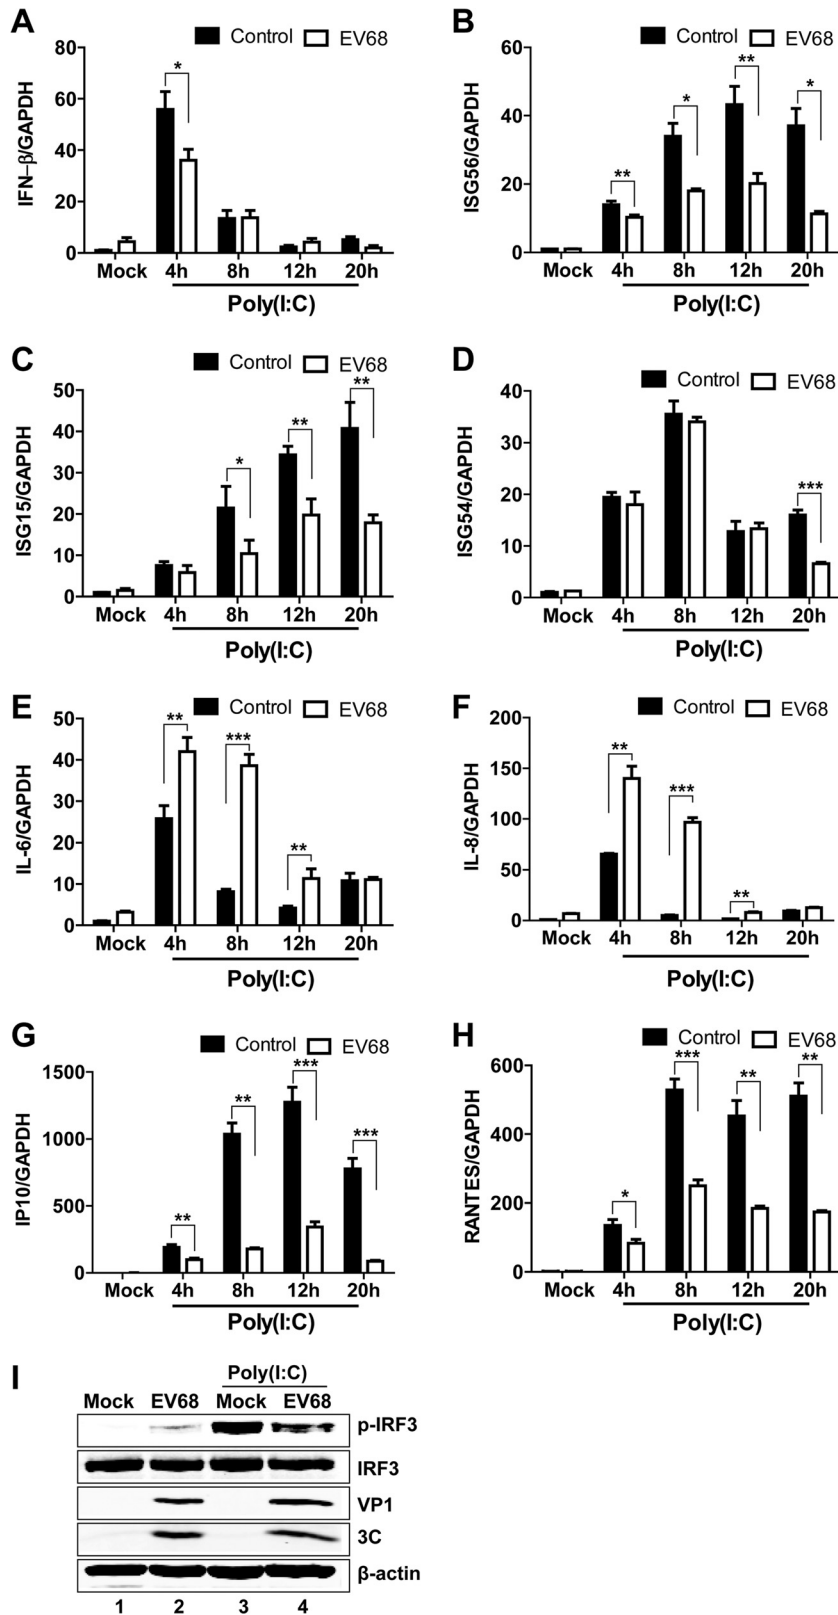 A
Control EV68
IFN–β/GAPDH
80
60
40
20
0
*
Mock 4h 8h 12h 20h
Poly(I:C)
B
Control EV68
ISG56/GAPDH
60
40
20
0
** * ** *
Mock 4h 8h 12h 20h
Poly(I:C)
C
Control EV68
ISG15/GAPDH
50
40
30
20
10
0
* ** **
Mock 4h 8h 12h 20h
Poly(I:C)
D
Control EV68
ISG54/GAPDH
40
30
20
10
0
***
Mock 4h 8h 12h 20h
Poly(I:C)
E
Control EV68
IL-6/GAPDH
50
40
30
20
10
0
** *** **
Mock 4h 8h 12h 20h
Poly(I:C)
F
Control EV68
IL-8/GAPDH
200
150
100
50
0
** *** **
Mock 4h 8h 12h 20h
Poly(I:C)
G
Control EV68
IP10/GAPDH
1500
1000
500
0
** ** *** ***
Mock 4h 8h 12h 20h
Poly(I:C)
H
Control EV68
RANTES/GAPDH
600
400
200
0
* *** ** **
Mock 4h 8h 12h 20h
Poly(I:C)
I
Poly(I:C)
Mock EV68 Mock EV68
p-IRF3
IRF3
VP1
3C
β-actin
1 2 3 4